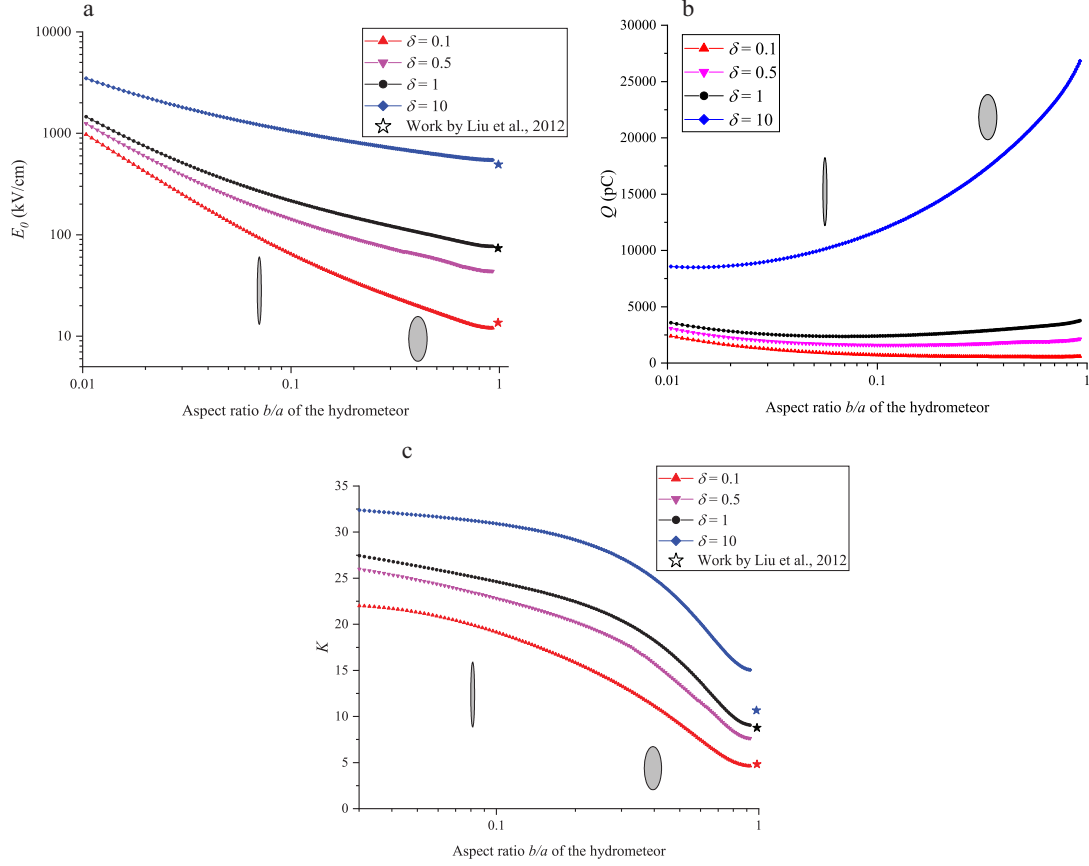 a
E0 (kV/cm)
10000
1000
100
10
0.01
0.1
1
Aspect ratio b/a of the hydrometeor
δ = 0.1
δ = 0.5
δ = 1
δ = 10
Work by Liu et al., 2012
b
Q (pC)
30000
25000
20000
15000
10000
5000
0
0.01
0.1
1
Aspect ratio b/a of the hydrometeor
δ = 0.1
δ = 0.5
δ = 1
δ = 10
c
K
35
30
25
20
15
10
5
0
0.1
1
Aspect ratio b/a of the hydrometeor
δ = 0.1
δ = 0.5
δ = 1
δ = 10
Work by Liu et al., 2012